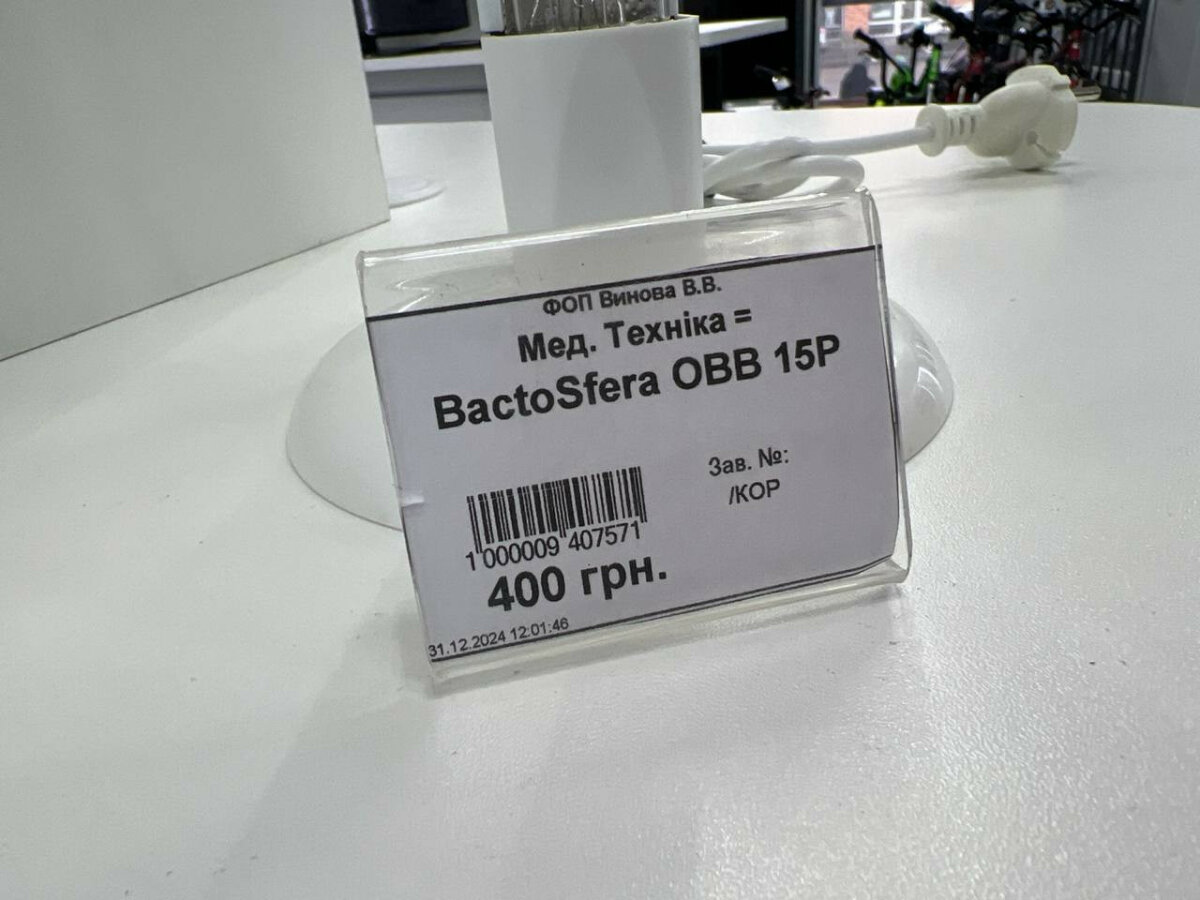 ФОП Винова В.В.
Мед. Техніка =
BactoSfera OBB 15P
Зав. №:
/КОР
1 000009 407571
400 грн.
31.12.2024 12:01:46